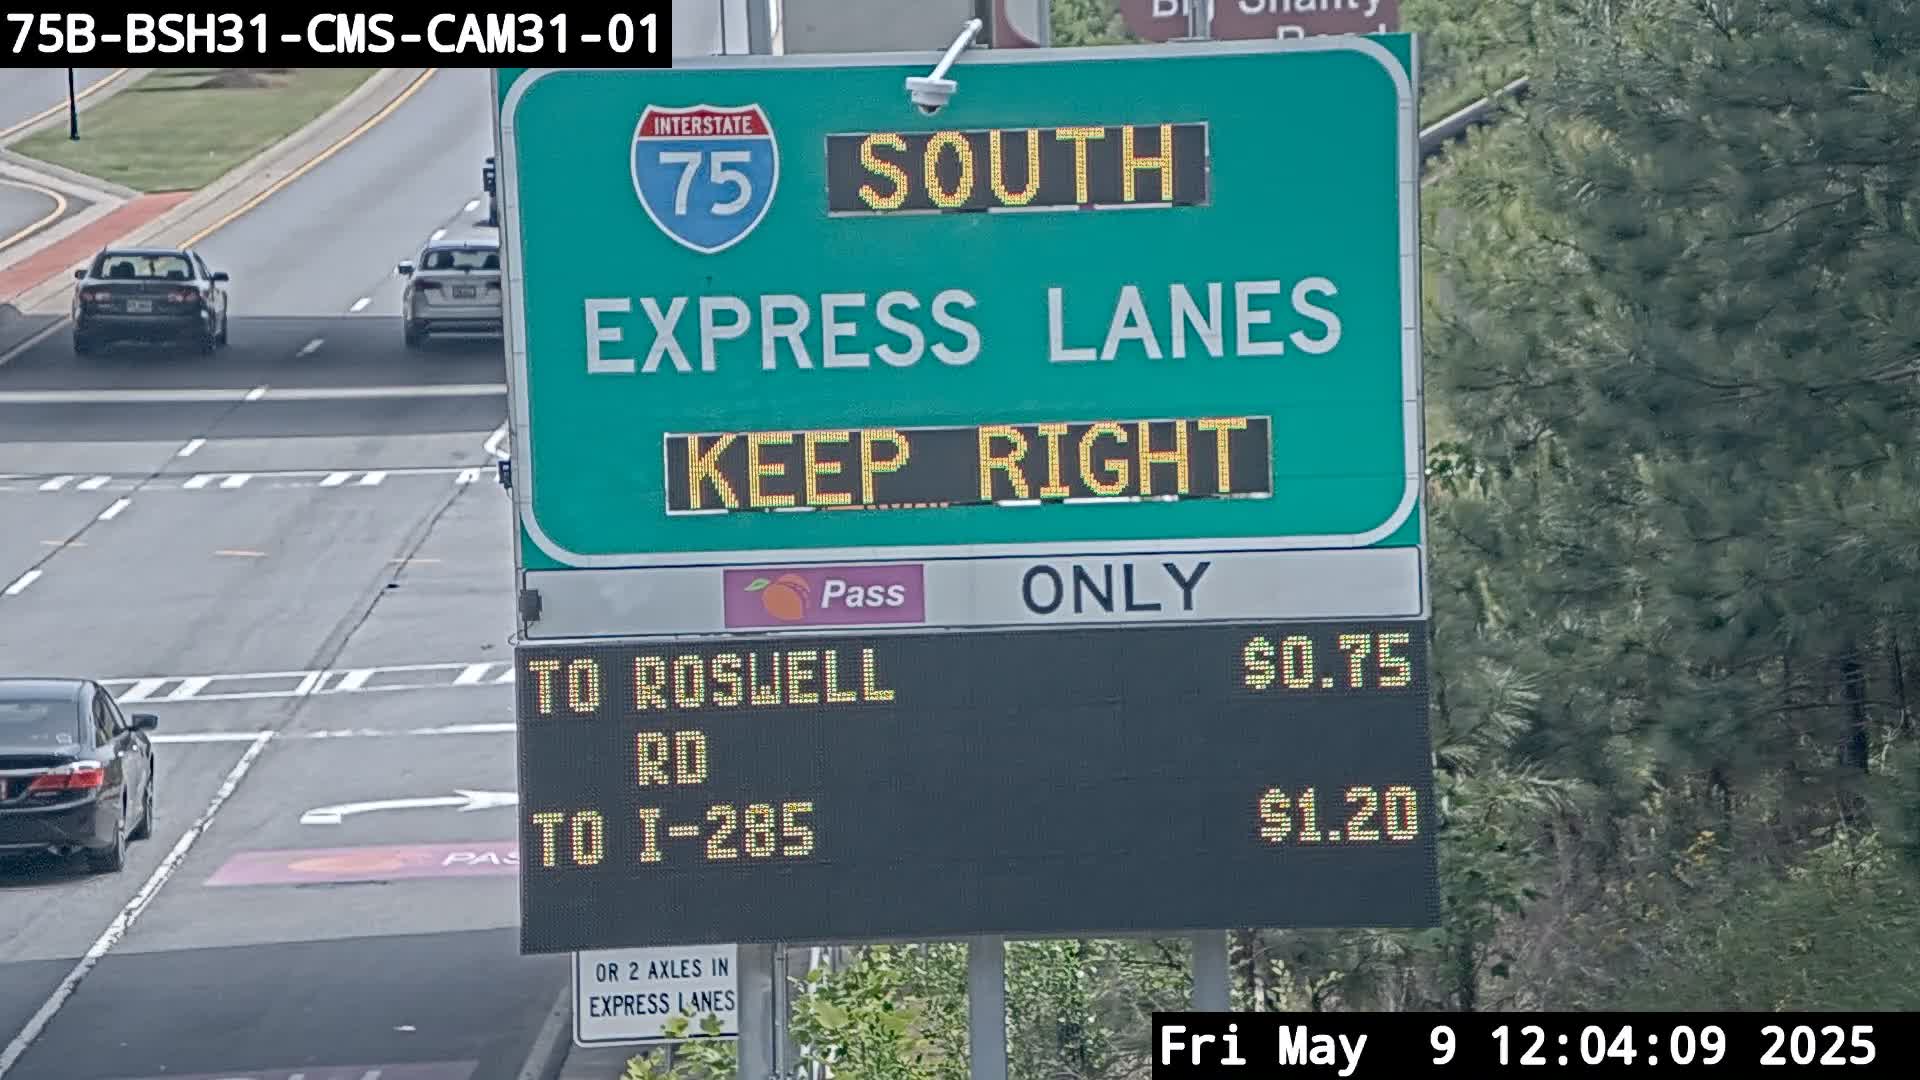 75B-BSH31-CMS-CAM31-01
Shanty
INTERSTATE
75
SOUTH
EXPRESS LANES
KEEP RIGHT
Pass
ONLY
TO ROSWELL $0.75
RD
TO I-285 $1.20
OR 2 AXLES IN
EXPRESS LANES
Fri May 9 12:04:09 2025